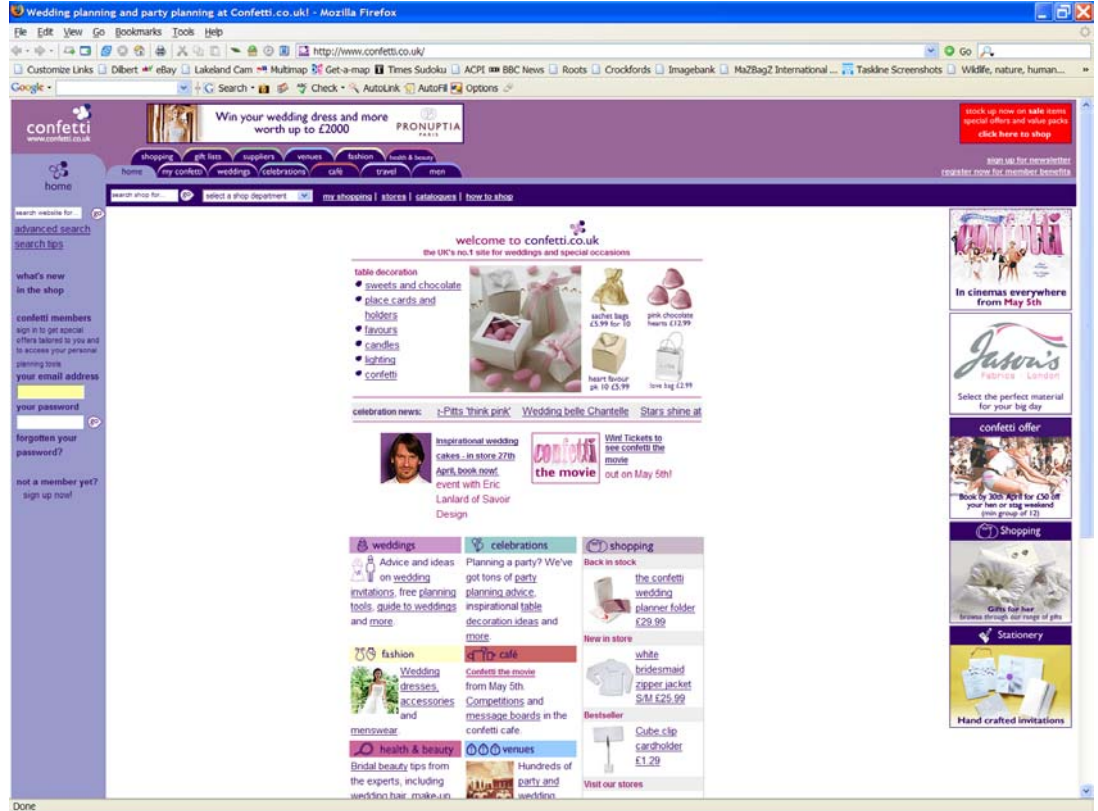 Wedding planning and party planning at Confetti.co.uk! - Mozilla Firefox
File Edit View Go Bookmarks Tools Help
http://www.confetti.co.uk/
Go
Customize Links Dilbert eBay Lakeland Cam Multimap Get-a-map Times Sudoku ACPI BBC News Roots Crockfords Imagebank MaZBagZ International ... Taskline Screenshots Wildlife, nature, human...
Google Search Check AutoLink AutoFill Options
confetti
www.confetti.co.uk
Win your wedding dress and more
worth up to £2000
PRONUPTIA
PARIS
stock up now on sale items
special offers and value packs
click here to shop
shopping gift lists suppliers venues fashion health & beauty
home my confetti weddings celebrations café travel men
sign up for newsletter
register now for member benefits
home
search shop for... go select a shop department my shopping | stores | catalogues | how to shop
search website for... go
advanced search
search tips
what's new
in the shop
confetti members
sign in to get special
offers tailored to you and
to access your personal
planning tools
your email address
your password
go
forgotten your
password?
not a member yet?
sign up now!
welcome to confetti.co.uk
the UK's no.1 site for weddings and special occasions
table decoration
sweets and chocolate
place cards and
holders
favours
candles
lighting
confetti
sachet bags
£5.99 for 10
pink chocolate
hearts £12.99
heart favour
pk 10 £5.99
love bag £2.99
celebration news: r-Pitts 'think pink' Wedding belle Chantelle Stars shine at
Inspirational wedding
cakes - in store 27th
April, book now!
event with Eric
Lanlard of Savoir
Design
confetti
the movie
Win! Tickets to
see confetti the
movie
out on May 5th!
weddings
Advice and ideas
on wedding
invitations, free planning
tools, guide to weddings
and more.
celebrations
Planning a party? We've
got tons of party
planning advice,
inspirational table
decoration ideas and
more.
shopping
Back in stock
the confetti
wedding
planner folder
£29.99
New in store
white
bridesmaid
zipper jacket
S/M £25.99
Bestseller
Cube clip
cardholder
£1.29
Visit our stores
fashion
Wedding
dresses,
accessories
and
menswear.
café
Confetti the movie
from May 5th.
Competitions and
message boards in the
confetti cafe.
health & beauty
Bridal beauty tips from
the experts, including
wedding hair, make-up
venues
Hundreds of
party and
wedding
confetti
In cinemas everywhere
from May 5th
Jason's
Fabrics London
Select the perfect material
for your big day
confetti offer
Book by 30th April for £50 off
your hen or stag weekend
(min group of 12)
Shopping
Gifts for her
browse through our range of gifts
Stationery
Hand crafted invitations
Done